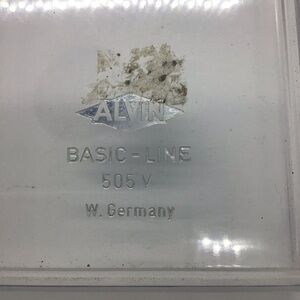 ALVIN
BASIC-LINE
505 V
W. Germany